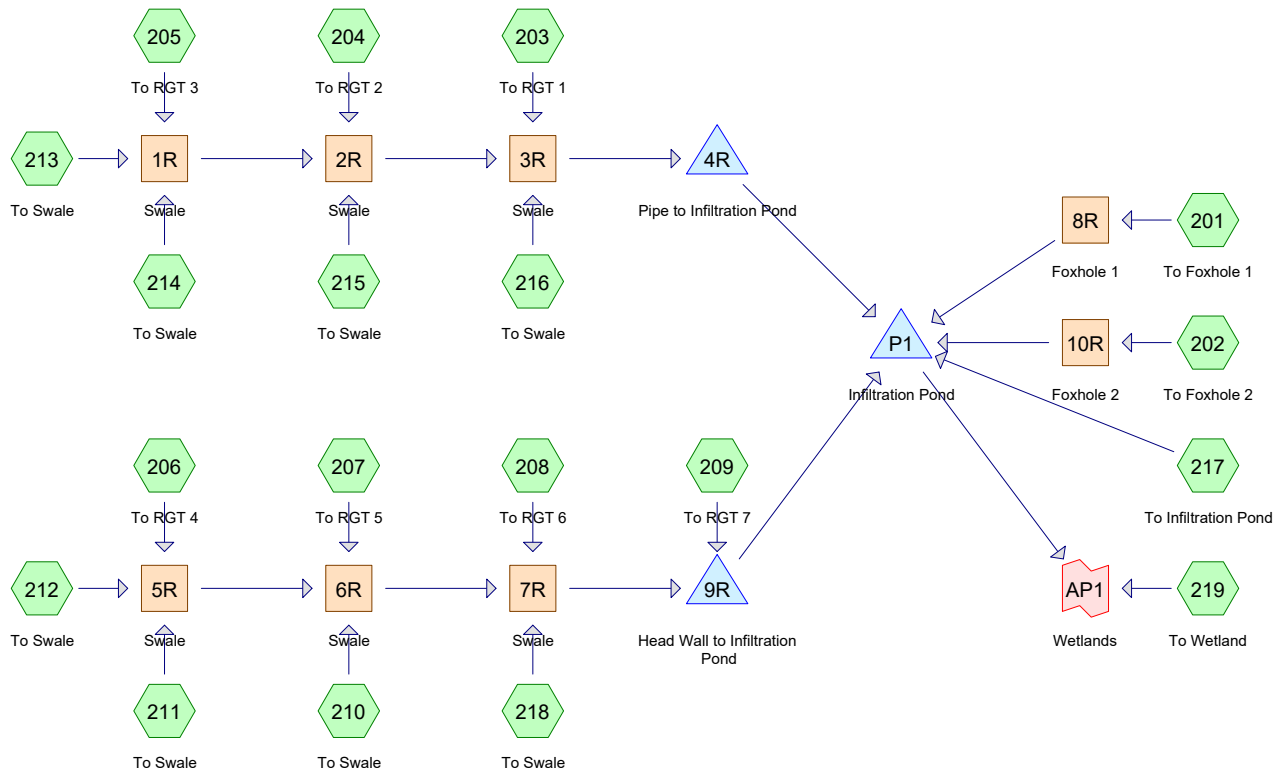 205
204
203
To RGT 3
To RGT 2
To RGT 1
213
1R
2R
3R
4R
To Swale
Swale
Swale
Swale
Pipe to Infiltration Pond
8R
201
Foxhole 1
To Foxhole 1
214
215
216
To Swale
To Swale
To Swale
P1
10R
202
Infiltration Pond
Foxhole 2
To Foxhole 2
206
207
208
209
217
To RGT 4
To RGT 5
To RGT 6
To RGT 7
To Infiltration Pond
212
5R
6R
7R
9R
AP1
219
To Swale
Swale
Swale
Swale
Head Wall to Infiltration
Pond
Wetlands
To Wetland
211
210
218
To Swale
To Swale
To Swale